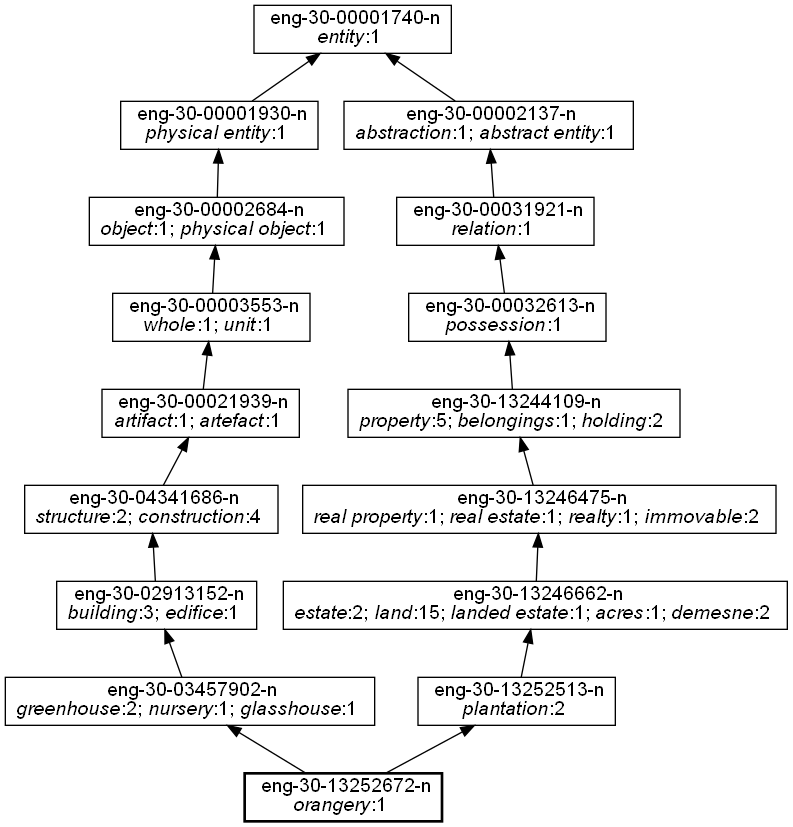 eng-30-00001740-n
entity:1
eng-30-00001930-n
physical entity:1
eng-30-00002137-n
abstraction:1; abstract entity:1
eng-30-00002684-n
object:1; physical object:1
eng-30-00031921-n
relation:1
eng-30-00003553-n
whole:1; unit:1
eng-30-00032613-n
possession:1
eng-30-00021939-n
artifact:1; artefact:1
eng-30-13244109-n
property:5; belongings:1; holding:2
eng-30-04341686-n
structure:2; construction:4
eng-30-13246475-n
real property:1; real estate:1; realty:1; immovable:2
eng-30-02913152-n
building:3; edifice:1
eng-30-13246662-n
estate:2; land:15; landed estate:1; acres:1; demesne:2
eng-30-03457902-n
greenhouse:2; nursery:1; glasshouse:1
eng-30-13252513-n
plantation:2
eng-30-13252672-n
orangery:1